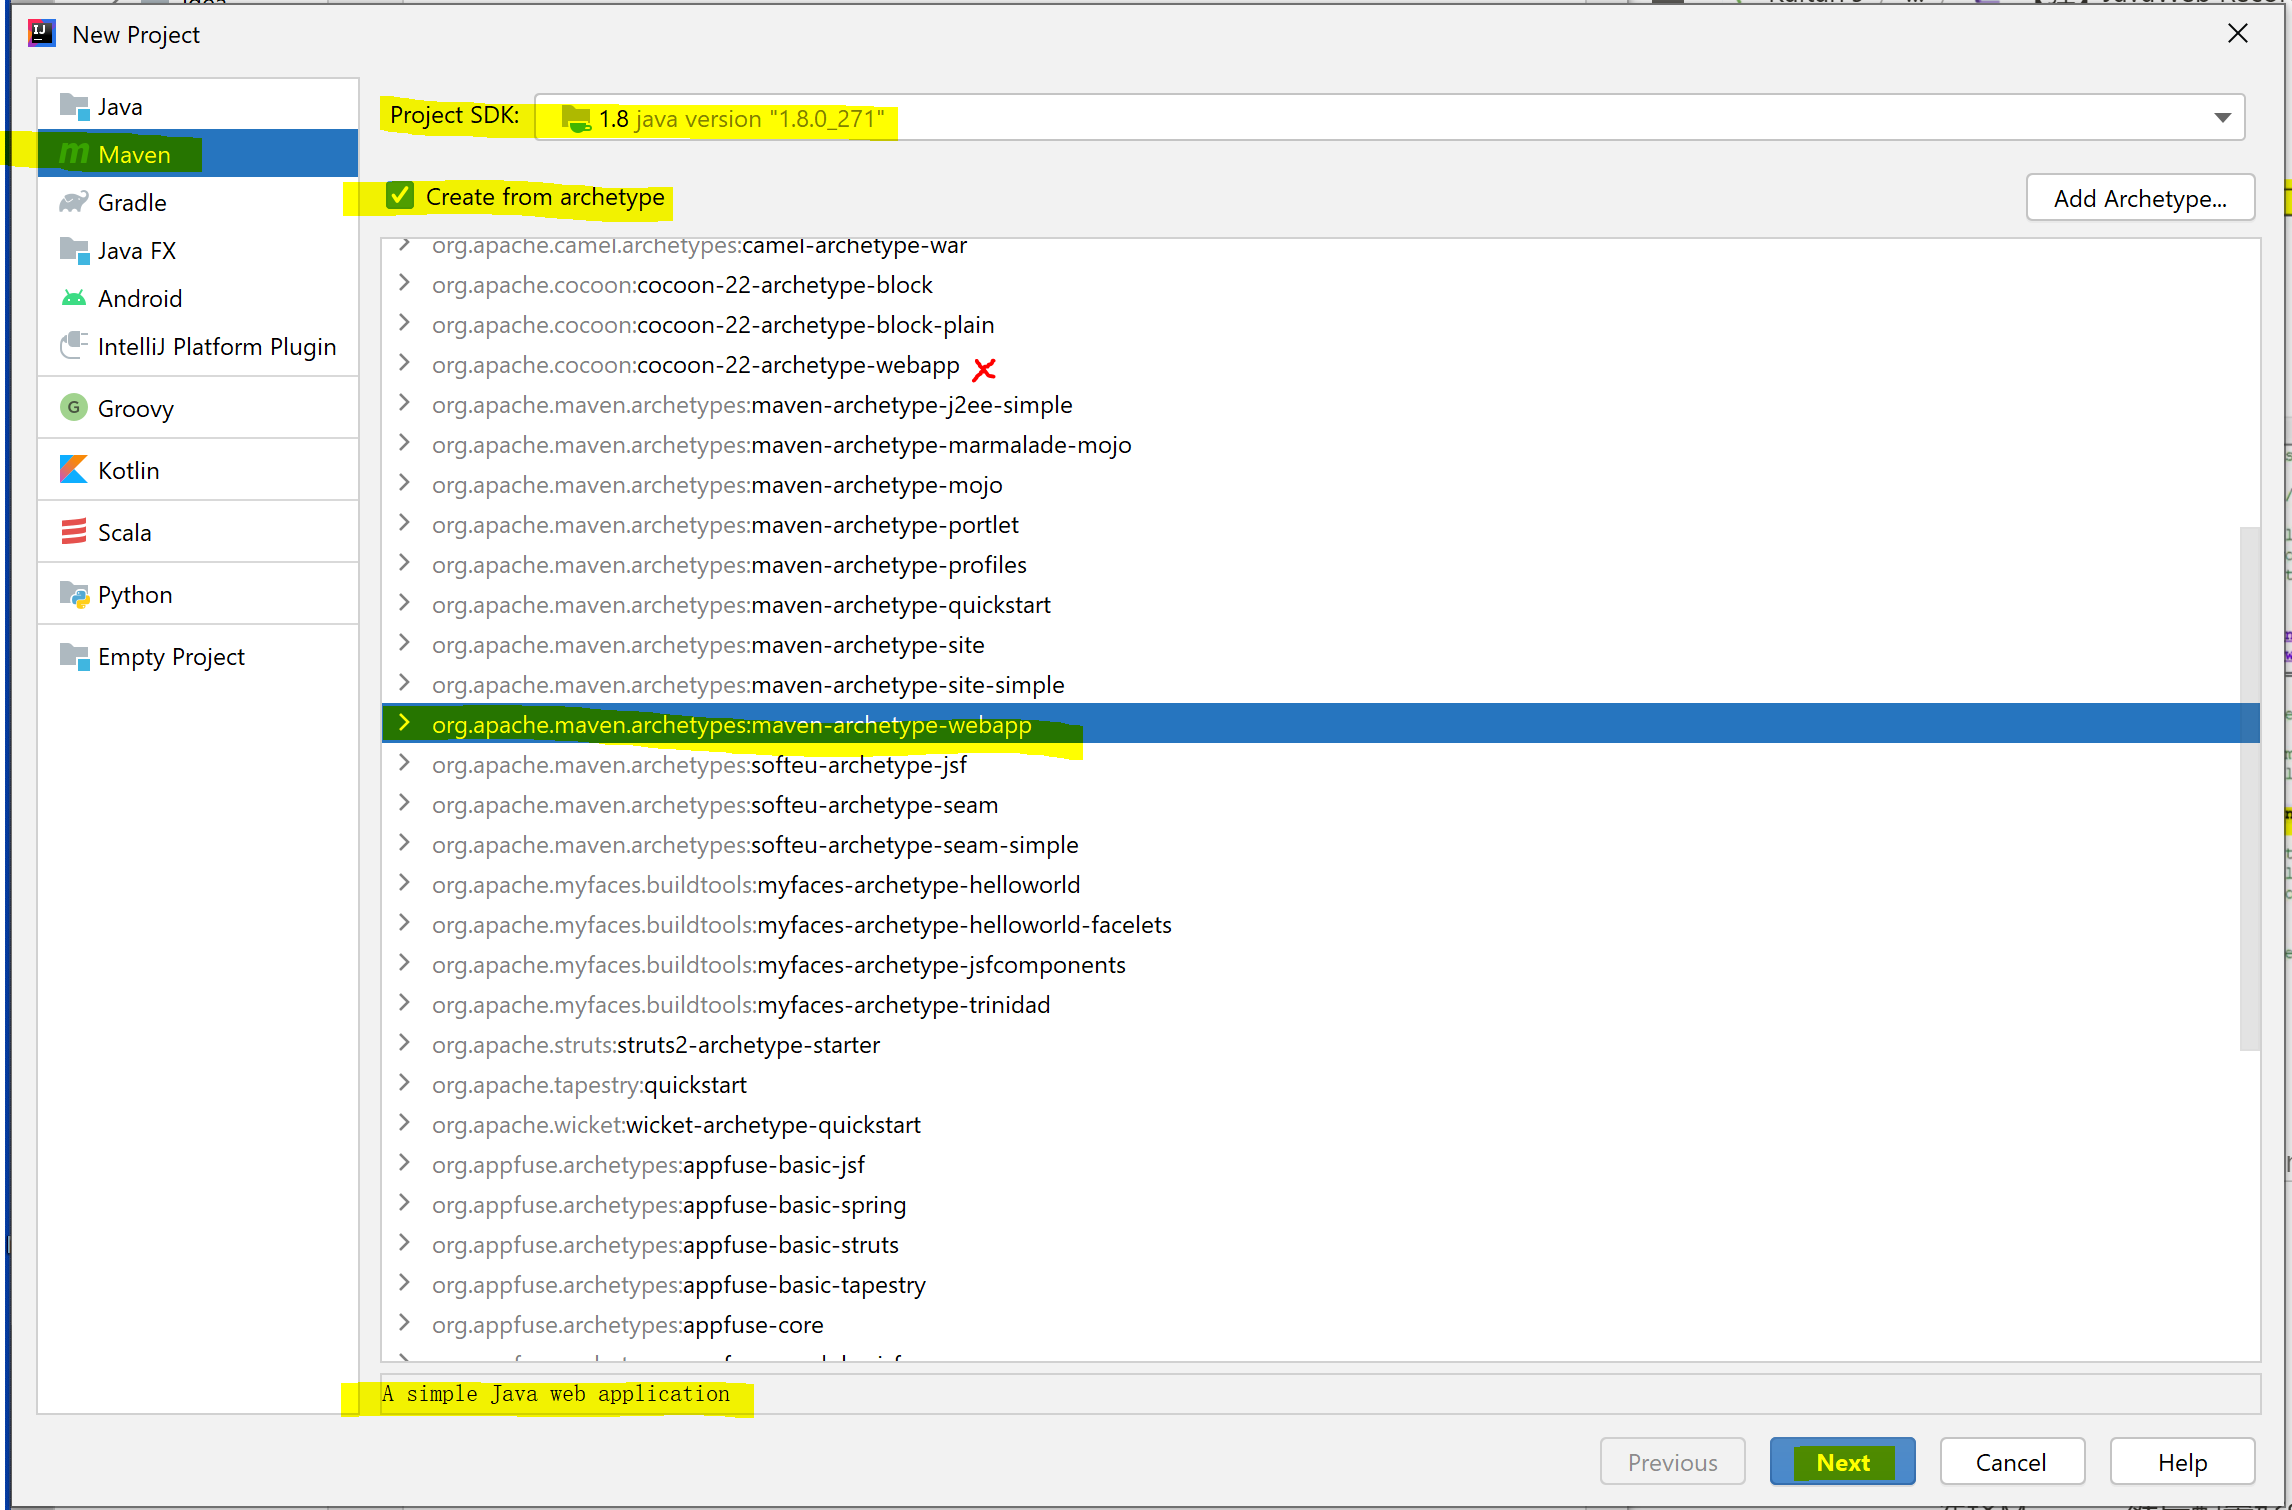 New Project
Java
Maven
Gradle
Java FX
Android
IntelliJ Platform Plugin
Groovy
Kotlin
Scala
Python
Empty Project
Project SDK: 1.8 java version "1.8.0_271"
Create from archetype
Add Archetype...
org.apache.camel.archetypes:camel-archetype-war
org.apache.cocoon:cocoon-22-archetype-block
org.apache.cocoon:cocoon-22-archetype-block-plain
org.apache.cocoon:cocoon-22-archetype-webapp
org.apache.maven.archetypes:maven-archetype-j2ee-simple
org.apache.maven.archetypes:maven-archetype-marmalade-mojo
org.apache.maven.archetypes:maven-archetype-mojo
org.apache.maven.archetypes:maven-archetype-portlet
org.apache.maven.archetypes:maven-archetype-profiles
org.apache.maven.archetypes:maven-archetype-quickstart
org.apache.maven.archetypes:maven-archetype-site
org.apache.maven.archetypes:maven-archetype-site-simple
org.apache.maven.archetypes:maven-archetype-webapp
org.apache.maven.archetypes:softeu-archetype-jsf
org.apache.maven.archetypes:softeu-archetype-seam
org.apache.maven.archetypes:softeu-archetype-seam-simple
org.apache.myfaces.buildtools:myfaces-archetype-helloworld
org.apache.myfaces.buildtools:myfaces-archetype-helloworld-facelets
org.apache.myfaces.buildtools:myfaces-archetype-jsfcomponents
org.apache.myfaces.buildtools:myfaces-archetype-trinidad
org.apache.struts:struts2-archetype-starter
org.apache.tapestry:quickstart
org.apache.wicket:wicket-archetype-quickstart
org.appfuse.archetypes:appfuse-basic-jsf
org.appfuse.archetypes:appfuse-basic-spring
org.appfuse.archetypes:appfuse-basic-struts
org.appfuse.archetypes:appfuse-basic-tapestry
org.appfuse.archetypes:appfuse-core
A simple Java web application
Previous
Next
Cancel
Help